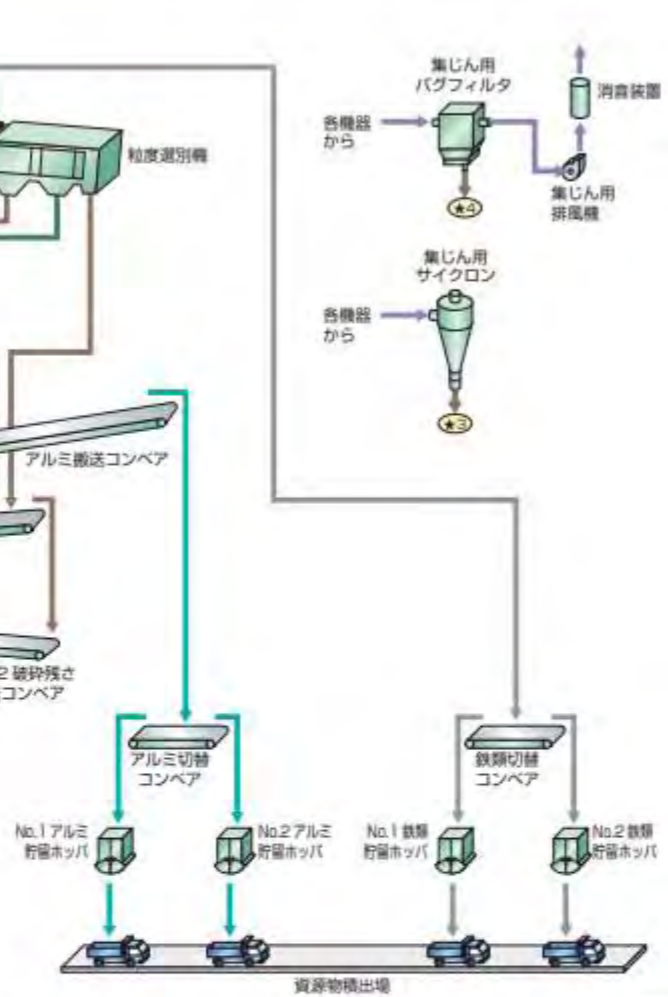 集じん用
バグフィルタ
消音装置
各機器
から
粒度選別機
集じん用
排風機
★4
集じん用
サイクロン
各機器
から
★3
アルミ搬送コンベア
2 破砕残さ
コンベア
アルミ切替
コンベア
鉄類切替
コンベア
No.1 アルミ
貯留ホッパ
No.2 アルミ
貯留ホッパ
No.1 鉄類
貯留ホッパ
No.2 鉄類
貯留ホッパ
資源物積出場